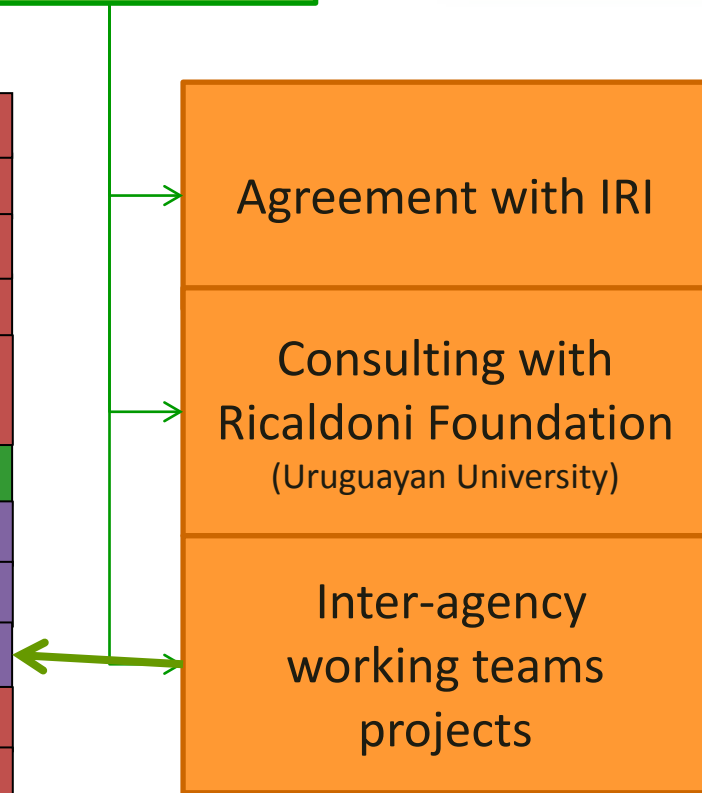 Agreement with IRI
Consulting with
Ricaldoni Foundation
(Uruguayan University)
Inter-agency
working teams
projects